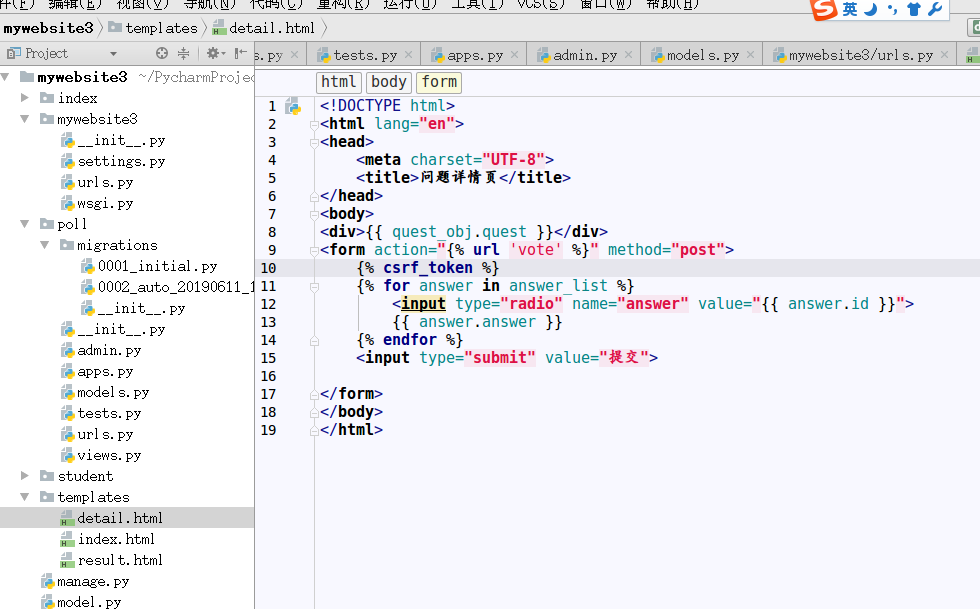 件(F) 编辑(E) 视图(V) 导航(N) 代码(C) 重构(R) 运行(U) 工具(T) VCS(S) 窗口(W) 帮助(H)
英
mywebsite3 templates detail.html
Project
s.py tests.py apps.py admin.py models.py mywebsite3/urls.py
mywebsite3 ~/PycharmProjec
index
mywebsite3
__init__.py
settings.py
urls.py
wsgi.py
poll
migrations
0001_initial.py
0002_auto_20190611_1
__init__.py
__init__.py
admin.py
apps.py
models.py
tests.py
urls.py
views.py
student
templates
detail.html
index.html
result.html
manage.py
model.py
html body form
1 <!DOCTYPE html>
2 <html lang="en">
3 <head>
4 <meta charset="UTF-8">
5 <title>问题详情页</title>
6 </head>
7 <body>
8 <div>{{ quest_obj.quest }}</div>
9 <form action="{% url 'vote' %}" method="post">
10 {% csrf_token %}
11 {% for answer in answer_list %}
12 <input type="radio" name="answer" value="{{ answer.id }}">
13 {{ answer.answer }}
14 {% endfor %}
15 <input type="submit" value="提交">
16
17 </form>
18 </body>
19 </html>